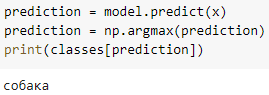 prediction = model.predict(x)
prediction = np.argmax(prediction)
print(classes[prediction])
собака